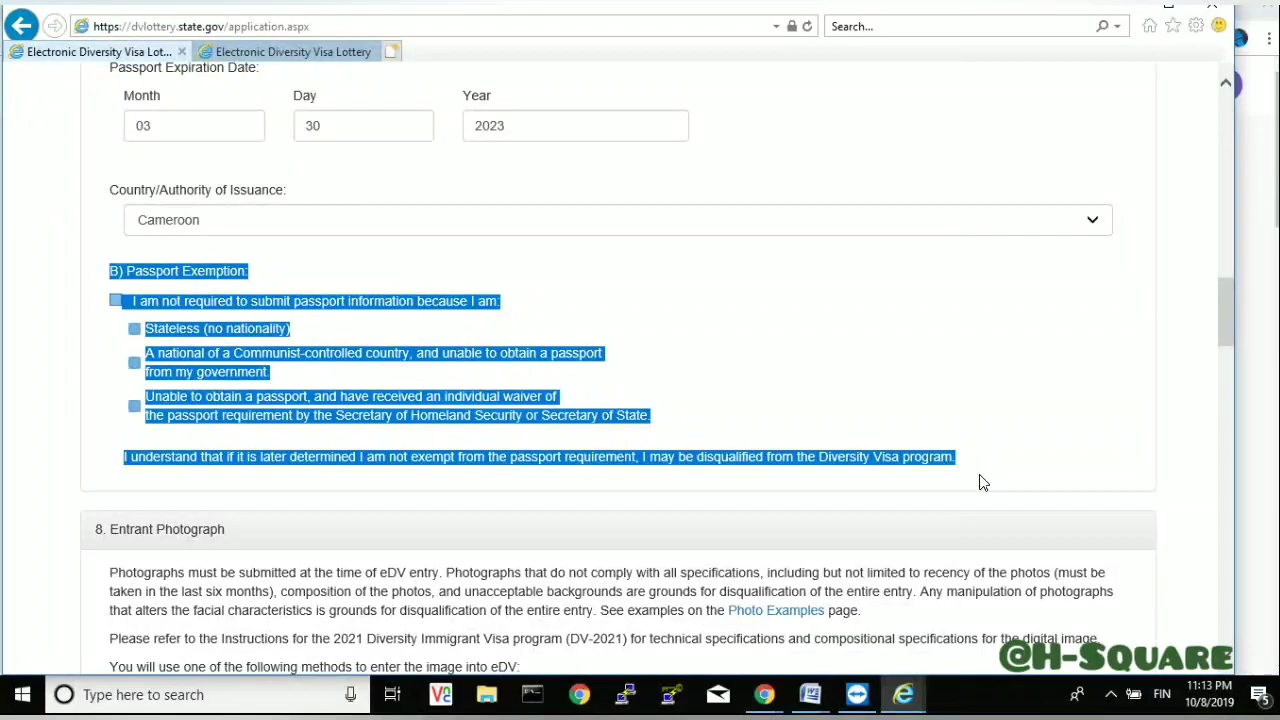 https://dvlottery.state.gov/application.aspx
Search...
Electronic Diversity Visa Lot...
Electronic Diversity Visa Lottery
Passport Expiration Date:
Month Day Year
03 30 2023
Country/Authority of Issuance:
Cameroon
B) Passport Exemption:
I am not required to submit passport information because I am:
Stateless (no nationality)
A national of a Communist-controlled country, and unable to obtain a passport
from my government.
Unable to obtain a passport, and have received an individual waiver of
the passport requirement by the Secretary of Homeland Security or Secretary of State.
I understand that if it is later determined I am not exempt from the passport requirement, I may be disqualified from the Diversity Visa program.
8. Entrant Photograph
Photographs must be submitted at the time of eDV entry. Photographs that do not comply with all specifications, including but not limited to recency of the photos (must be
taken in the last six months), composition of the photos, and unacceptable backgrounds are grounds for disqualification of the entire entry. Any manipulation of photographs
that alters the facial characteristics is grounds for disqualification of the entire entry. See examples on the Photo Examples page.
Please refer to the Instructions for the 2021 Diversity Immigrant Visa program (DV-2021) for technical specifications and compositional specifications for the digital image.
You will use one of the following methods to enter the image into eDV:
@H-Square
Type here to search
FIN
11:13 PM
10/8/2019
5